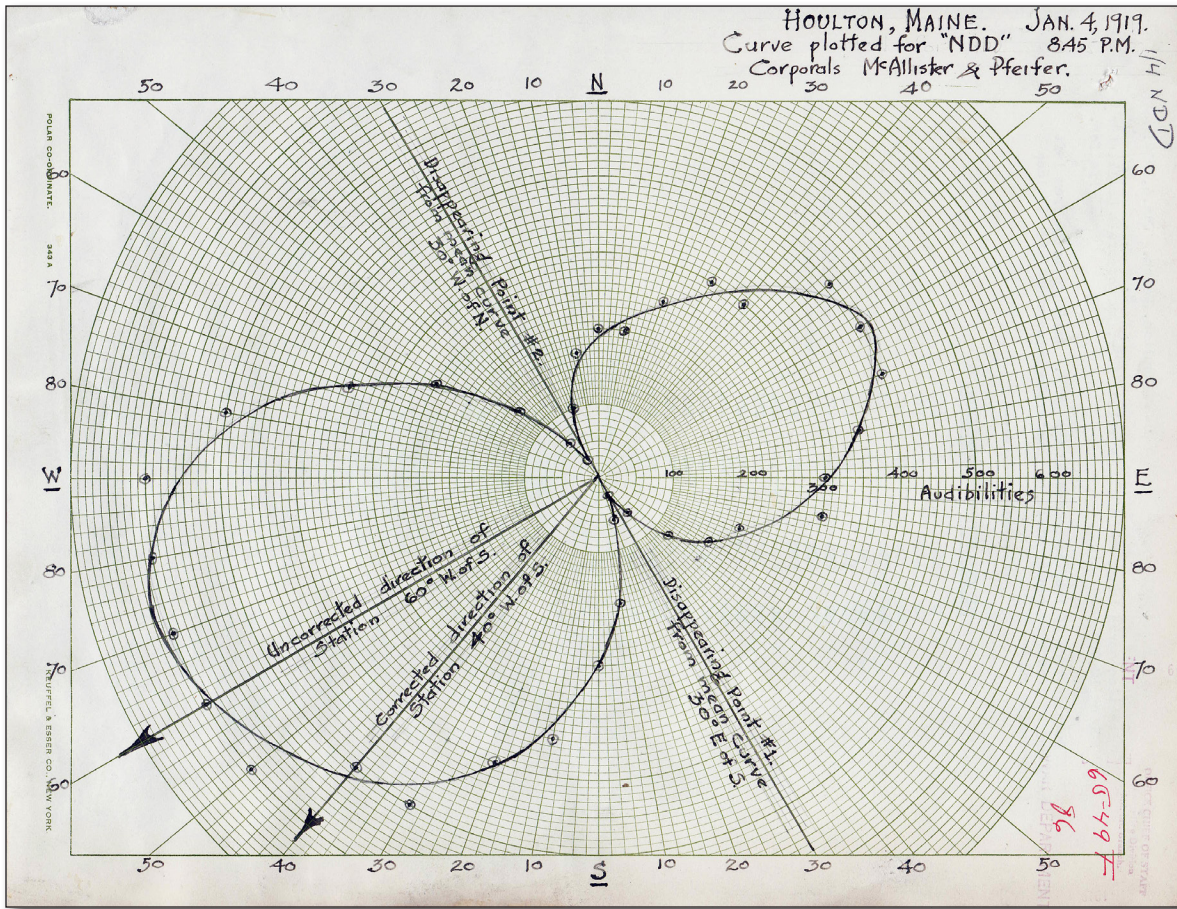 HOULTON, MAINE. JAN. 4, 1919.
Curve plotted for "NDD" 8.45 P.M.
Corporals McAllister & Pfeifer.
1/4 NDD
50 40 30 20 10 N 10 20 30 40 50
POLAR CO-ORDINATE. 343 A
60 60
70 70
80 80
W E
80 80
70 70
60 60
Disappearing Point #2.
from mean curve
30° W. of N.
100 200 300 400 500 600
Audibilities
Uncorrected direction of
Station 60° W. of S.
Corrected direction of
Station 40° W. of S.
Disappearing Point #1.
from mean Curve
30° E of S.
KEUFFEL & ESSER CO., NEW YORK
50 40 30 20 10 S 10 20 30 40 50
86